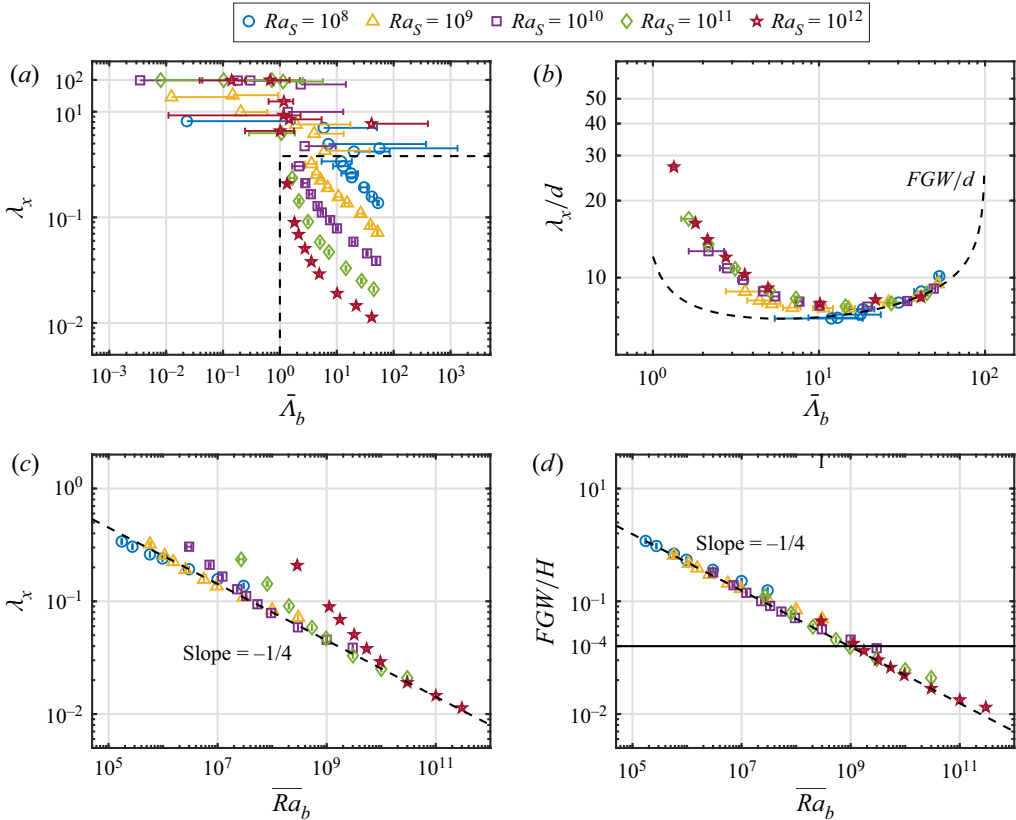 Ra_S = 10^8 Ra_S = 10^9 Ra_S = 10^10 Ra_S = 10^11 Ra_S = 10^12
(a) (b)
10^2
10^1
λ_x
10^−1
10^−2
10^−3 10^−2 10^−1 10^0 10^1 10^2 10^3
Λ̄_b
50
40
30
20
10
λ_x/d
FGW/d
10^0 10^1 10^2
Λ̄_b
(c) (d)
10^0
10^−1
10^−2
λ_x
Slope = –1/4
10^5 10^7 10^9 10^11
R̅a̅_b
10^1
10^−1
10^−4
10^−2
FGW/H
Slope = –1/4
10^5 10^7 10^9 10^11
R̅a̅_b